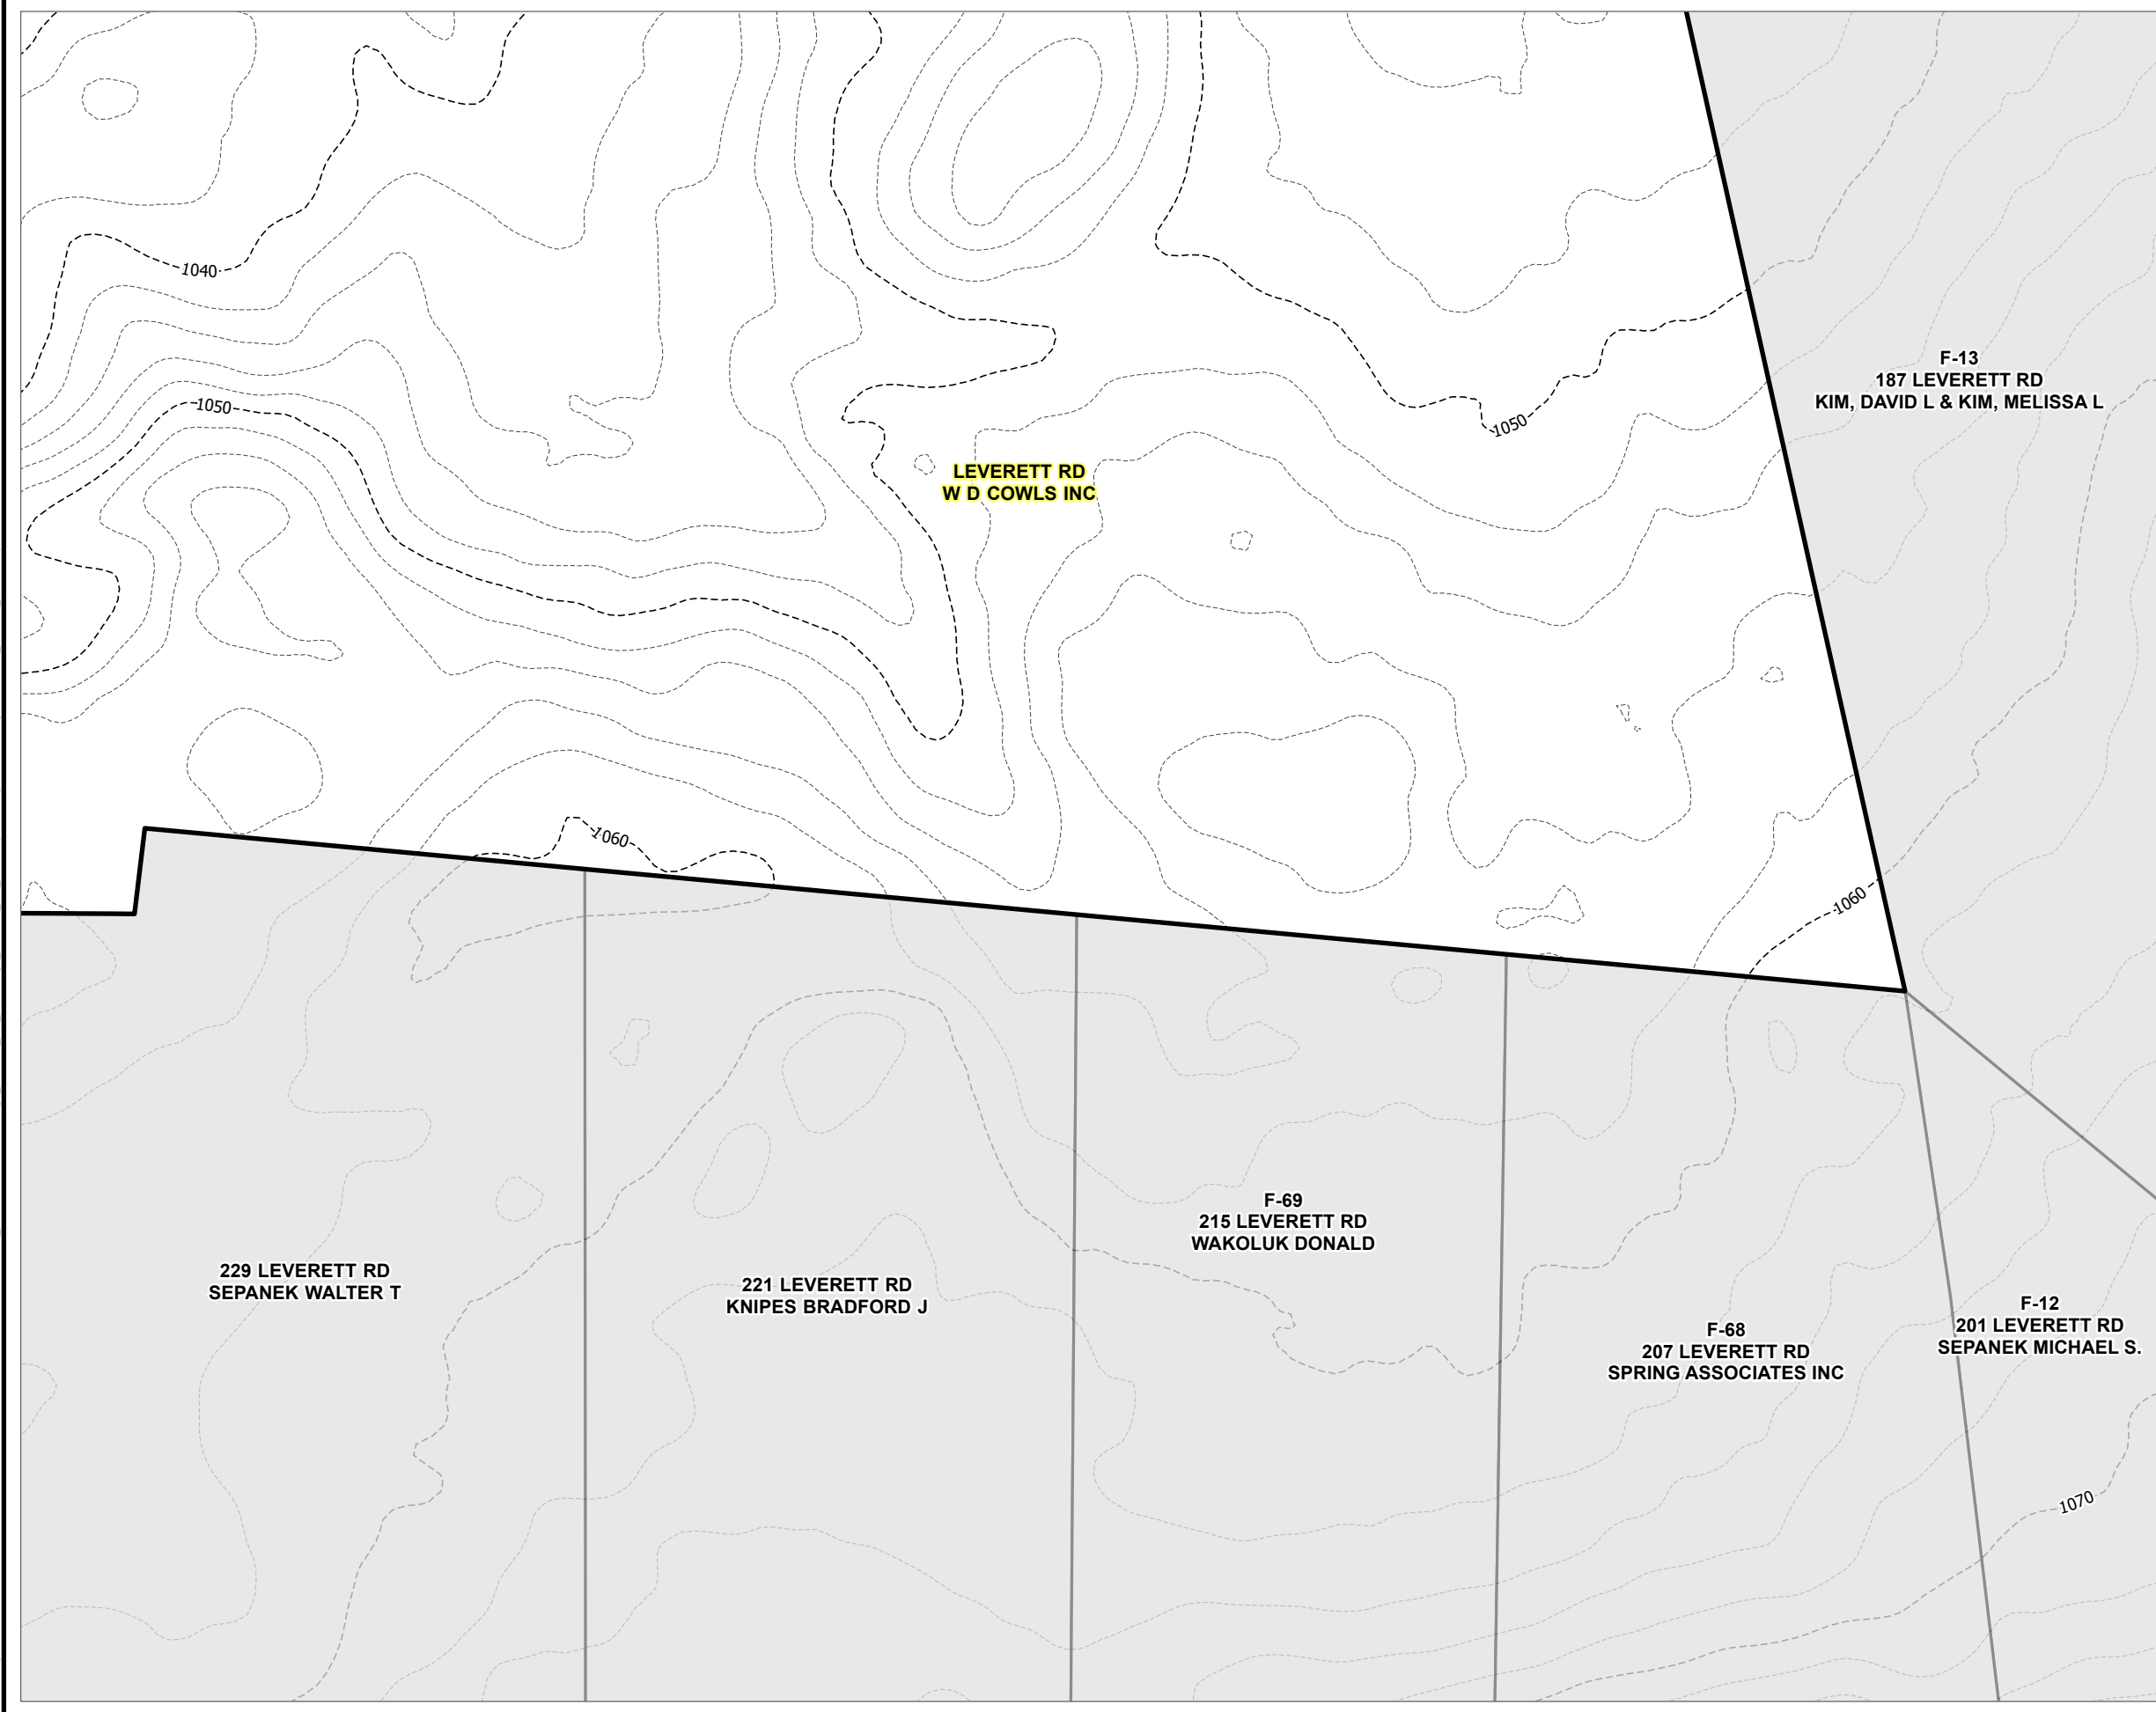 1040
1050
F-13
187 LEVERETT RD
KIM, DAVID L & KIM, MELISSA L
1050
LEVERETT RD
W D COWLS INC
1060
1060
F-69
215 LEVERETT RD
WAKOLUK DONALD
229 LEVERETT RD
SEPANEK WALTER T
221 LEVERETT RD
KNIPES BRADFORD J
F-68
207 LEVERETT RD
SPRING ASSOCIATES INC
F-12
201 LEVERETT RD
SEPANEK MICHAEL S.
1070